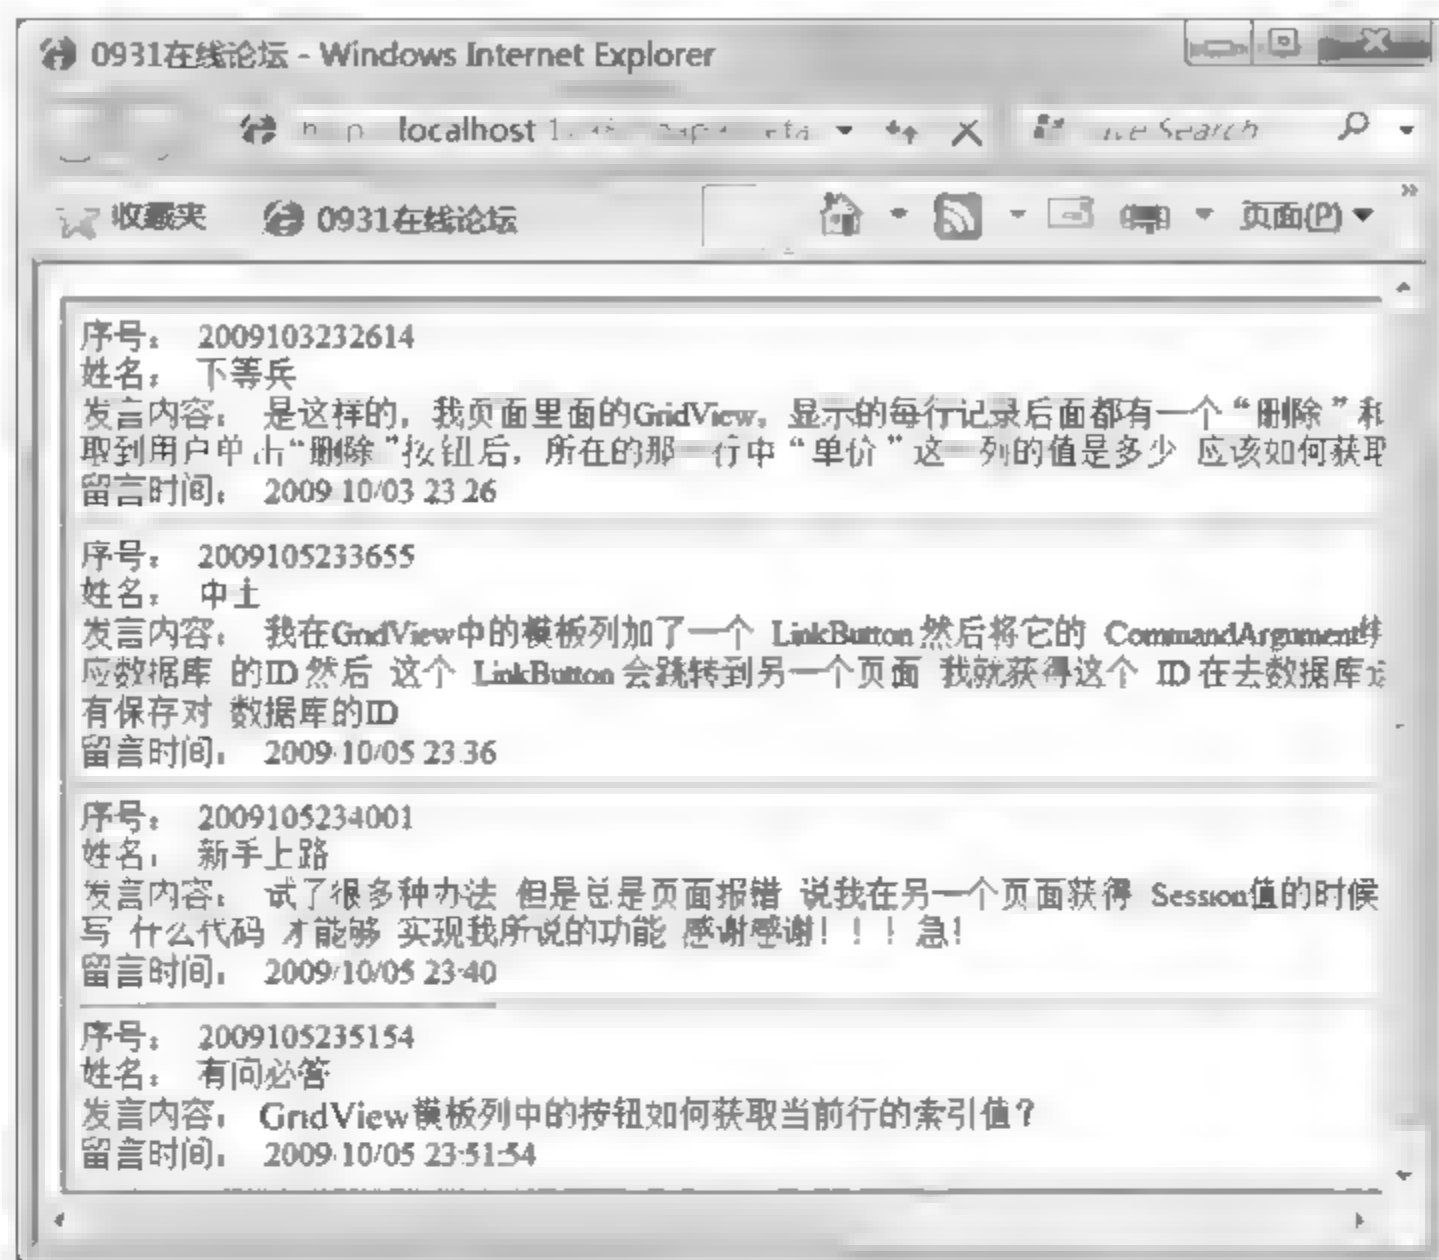 0931在线论坛 - Windows Internet Explorer
localhost Search
收藏夹 0931在线论坛 页面(P)
序号： 2009103232614
姓名： 下等兵
发言内容： 是这样的，我页面里面的GridView，显示的每行记录后面都有一个“删除”和
取到用户单击“删除”按钮后，所在的那一行中“单价”这一列的值是多少 应该如何获取
留言时间： 2009/10/03 23:26
序号： 2009105233655
姓名： 中士
发言内容： 我在GridView中的模板列加了一个 LinkButton 然后将它的 CommandArgument
应数据库 的ID 然后 这个 LinkButton 会跳转到另一个页面 我就获得这个 ID 在去数据库
有保存对 数据库的ID
留言时间： 2009/10/05 23:36
序号： 2009105234001
姓名： 新手上路
发言内容： 试了很多种办法 但是总是页面报错 说我在另一个页面获得 Session值的时候
写 什么代码 才能够 实现我所说的功能 感谢感谢！！！急！
留言时间： 2009/10/05 23:40
序号： 2009105235154
姓名： 有问必答
发言内容： GridView模板列中的按钮如何获取当前行的索引值？
留言时间： 2009/10/05 23:51:54